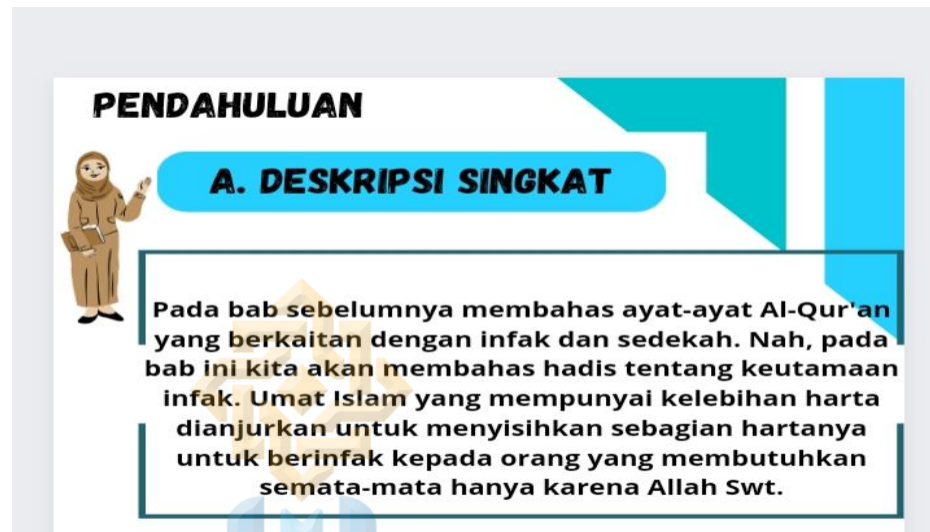 PENDAHULUAN
A. DESKRIPSI SINGKAT
Pada bab sebelumnya membahas ayat-ayat Al-Qur'an
yang berkaitan dengan infak dan sedekah. Nah, pada
bab ini kita akan membahas hadis tentang keutamaan
infak. Umat Islam yang mempunyai kelebihan harta
dianjurkan untuk menyisihkan sebagian hartanya
untuk berinfak kepada orang yang membutuhkan
semata-mata hanya karena Allah Swt.